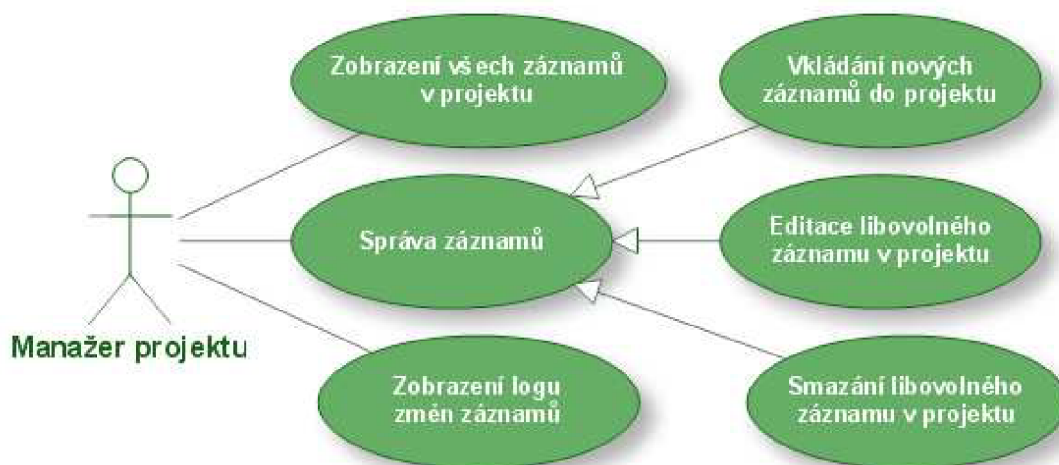 Zobrazení všech záznamů
v projektu
Vkládání nových
záznamů do projektu
Správa záznamů
Editace libovolného
záznamu v projektu
Manažer projektu
Zobrazení logu
změn záznamů
Smazání libovolného
záznamu v projektu